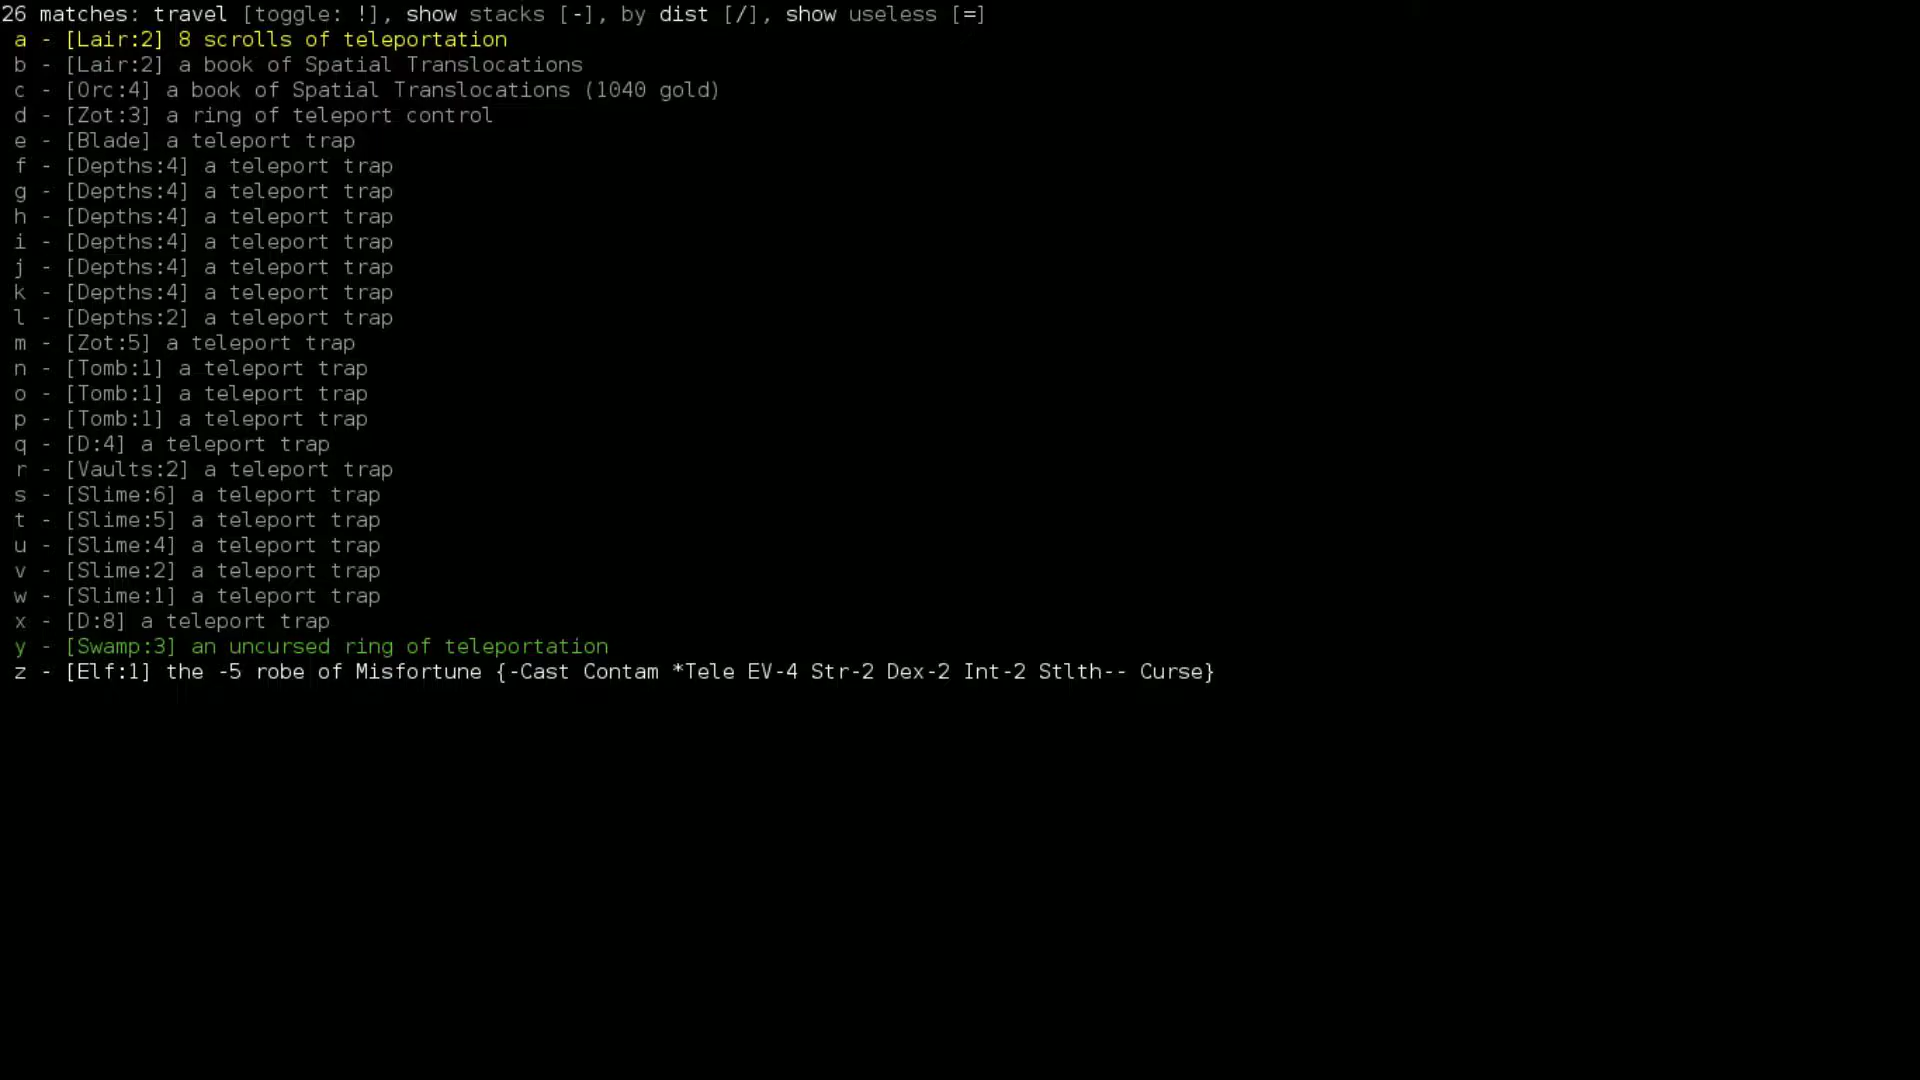 26 matches: travel [toggle: !], show stacks [-], by dist [/], show useless [=]
a - [Lair:2] 8 scrolls of teleportation
b - [Lair:2] a book of Spatial Translocations
c - [Orc:4] a book of Spatial Translocations (1040 gold)
d - [Zot:3] a ring of teleport control
e - [Blade] a teleport trap
f - [Depths:4] a teleport trap
g - [Depths:4] a teleport trap
h - [Depths:4] a teleport trap
i - [Depths:4] a teleport trap
j - [Depths:4] a teleport trap
k - [Depths:4] a teleport trap
l - [Depths:2] a teleport trap
m - [Zot:5] a teleport trap
n - [Tomb:1] a teleport trap
o - [Tomb:1] a teleport trap
p - [Tomb:1] a teleport trap
q - [D:4] a teleport trap
r - [Vaults:2] a teleport trap
s - [Slime:6] a teleport trap
t - [Slime:5] a teleport trap
u - [Slime:4] a teleport trap
v - [Slime:2] a teleport trap
w - [Slime:1] a teleport trap
x - [D:8] a teleport trap
y - [Swamp:3] an uncursed ring of teleportation
z - [Elf:1] the -5 robe of Misfortune {-Cast Contam *Tele EV-4 Str-2 Dex-2 Int-2 Stlth-- Curse}